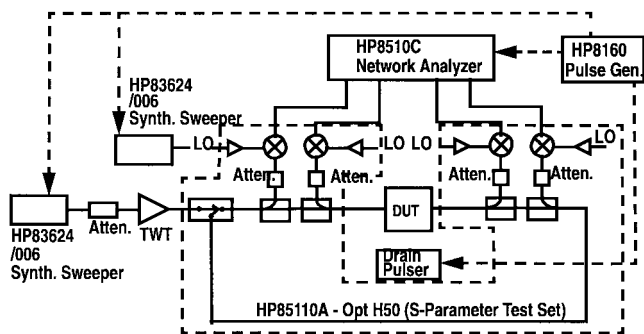 HP8510C
Network Analyzer
HP8160
Pulse Gen.
HP83624
/006
Synth. Sweeper
LO
LO
LO
LO
Atten.
Atten.
Atten.
Atten.
HP83624
/006
Synth. Sweeper
Atten.
TWT
DUT
Drain
Pulser
HP85110A - Opt H50 (S-Parameter Test Set)